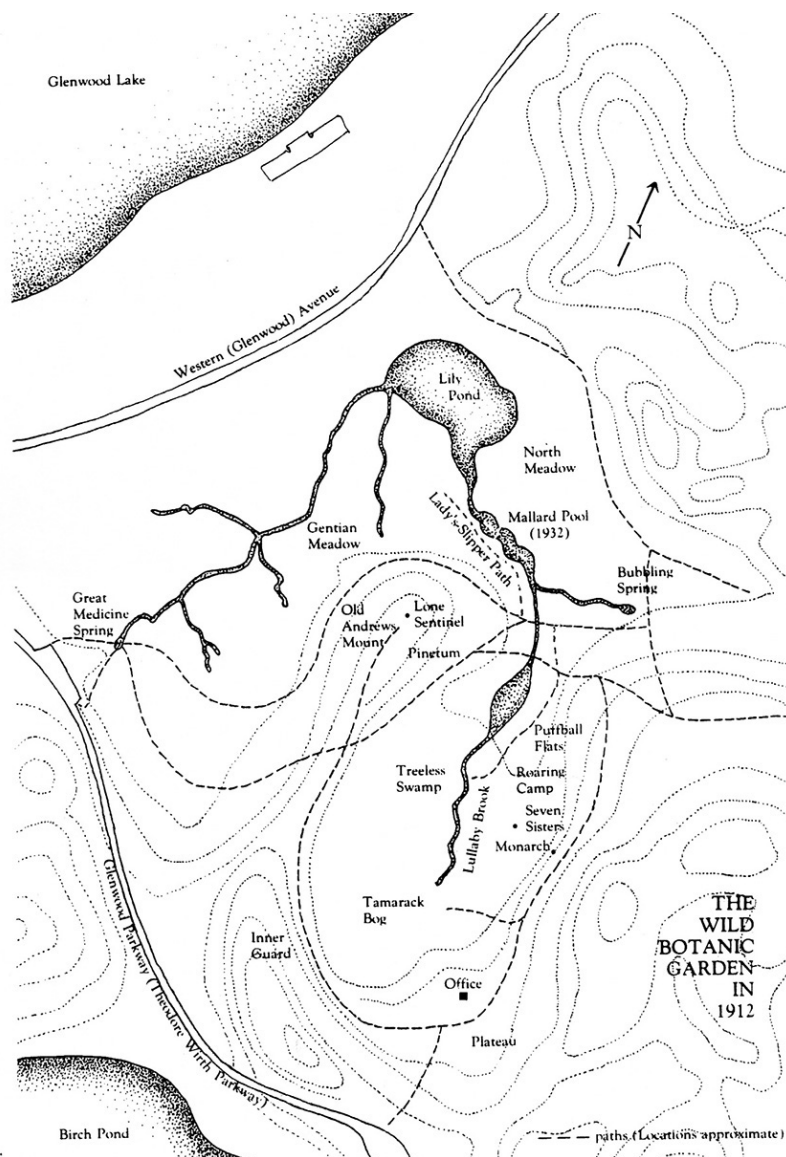 Glenwood Lake
N
Western (Glenwood) Avenue
Lily
Pond
North
Meadow
Lady's-Slipper Path
Mallard Pool
(1932)
Gentian
Meadow
Bubbling
Spring
Great
Medicine
Spring
Old
Andrews
Mount
Lone
Sentinel
Pinetum
Puffball
Flats
Treeless
Swamp
Roaring
Camp
Lullaby Brook
Seven
Sisters
Monarch
Glenwood Parkway (Theodore Wirth Parkway)
Tamarack
Bog
Inner
Guard
THE
WILD
BOTANIC
GARDEN
IN
1912
Office
Plateau
Birch Pond
paths (Locations approximate)